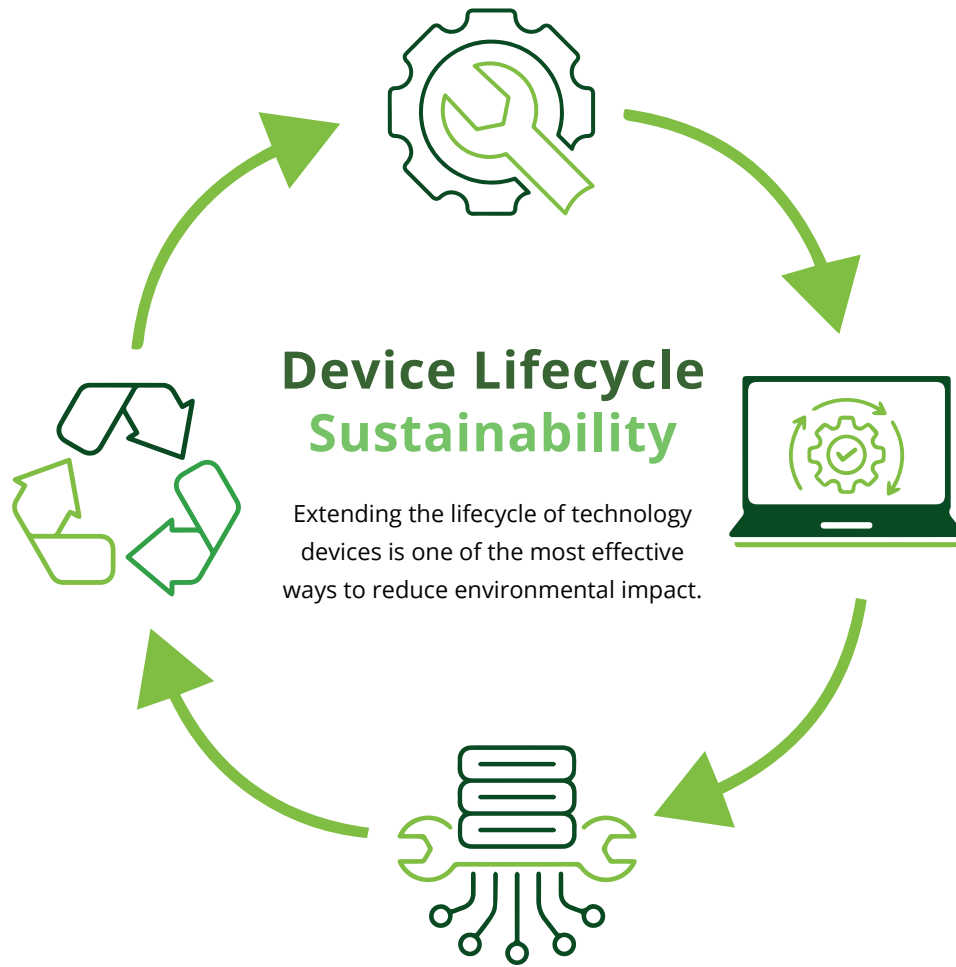 Device Lifecycle
Sustainability
Extending the lifecycle of technology
devices is one of the most effective
ways to reduce environmental impact.